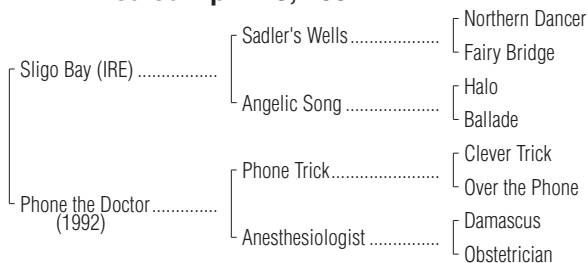 Northern Dancer
Sadler's Wells
Fairy Bridge
Sligo Bay (IRE)
Halo
Angelic Song
Ballade
Clever Trick
Phone Trick
Over the Phone
Phone the Doctor
(1992)
Damascus
Anesthesiologist
Obstetrician